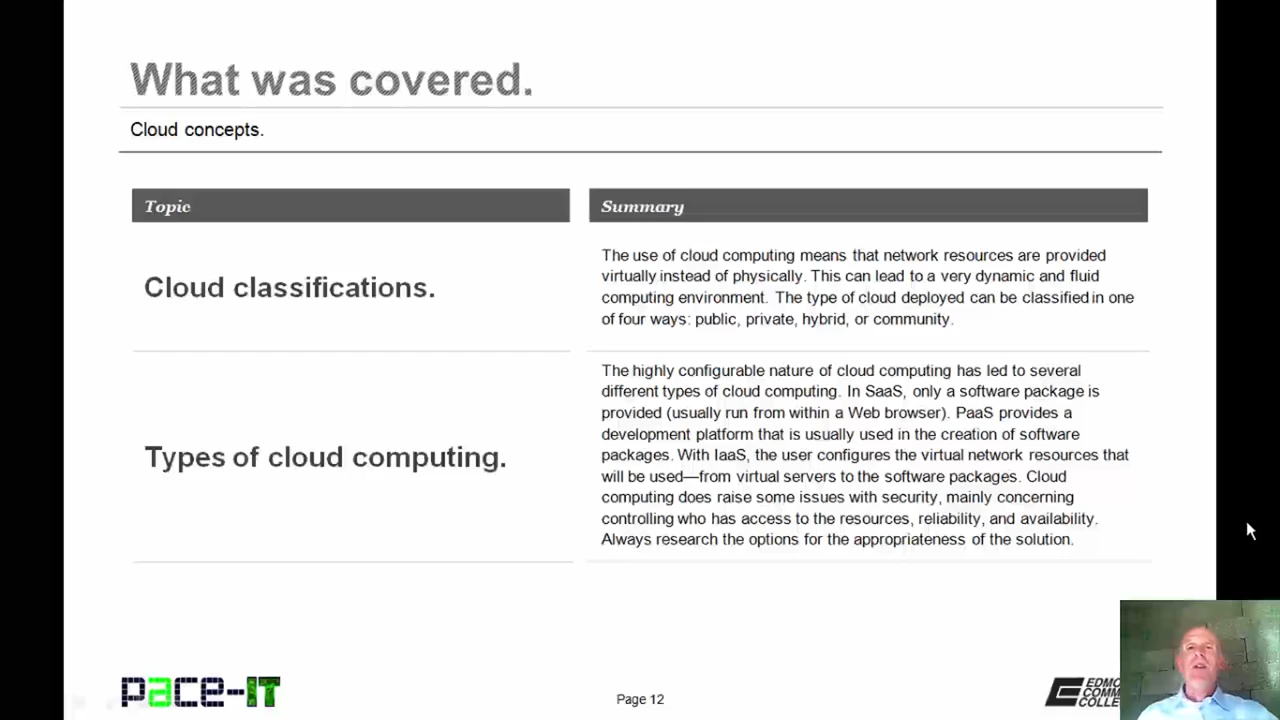 What was covered.
Cloud concepts.
Topic
Summary
Cloud classifications.
The use of cloud computing means that network resources are provided
virtually instead of physically. This can lead to a very dynamic and fluid
computing environment. The type of cloud deployed can be classified in one
of four ways: public, private, hybrid, or community.
Types of cloud computing.
The highly configurable nature of cloud computing has led to several
different types of cloud computing. In SaaS, only a software package is
provided (usually run from within a Web browser). PaaS provides a
development platform that is usually used in the creation of software
packages. With IaaS, the user configures the virtual network resources that
will be used—from virtual servers to the software packages. Cloud
computing does raise some issues with security, mainly concerning
controlling who has access to the resources, reliability, and availability.
Always research the options for the appropriateness of the solution.
pace-IT
Page 12
EDMO
COMM
COLLE